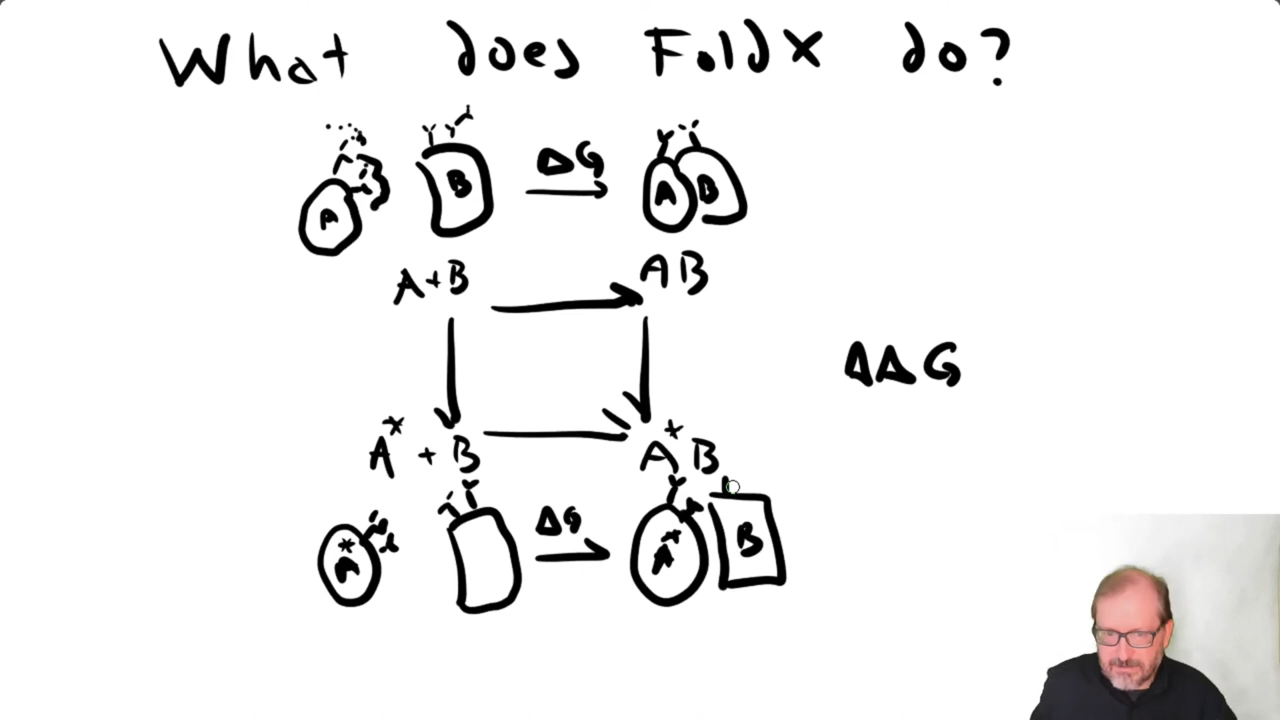 What does FoldX do?
A B ΔG A B
A+B AB
ΔΔG
A* + B A*B
A* ΔG A* B